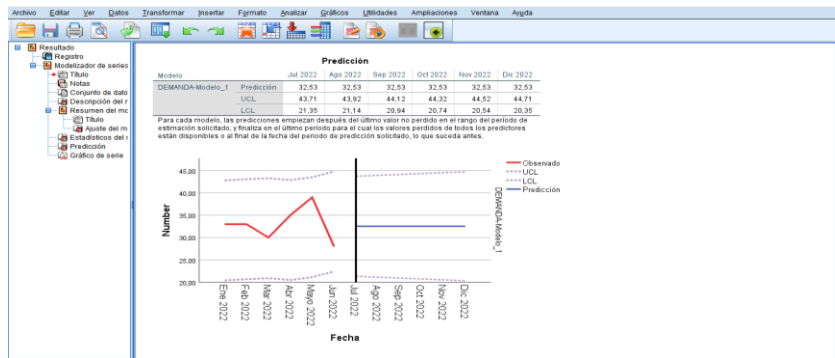 Archivo Editar Ver Datos Transformar Insertar Formato Analizar Gráficos Utilidades Ampliaciones Ventana Ayuda
Resultado
Registro
Modelizador de series
Título
Notas
Conjunto de dato
Descripción del r
Resumen del mo
Título
Ajuste del m
Estadísticos del
Predicción
Gráfico de serie
Predicción
Modelo Jul 2022 Ago 2022 Sep 2022 Oct 2022 Nov 2022 Dic 2022
DEMANDA-Modelo_1 Predicción 32,53 32,53 32,53 32,53 32,53 32,53
UCL 43,71 43,92 44,12 44,32 44,52 44,71
LCL 21,35 21,14 20,94 20,74 20,54 20,35
Para cada modelo, las predicciones empiezan después del último valor no perdido en el rango del período de
estimación solicitado, y finaliza en el último período para el cual los valores perdidos de todos los predictores
están disponibles o al final de la fecha del período de predicción solicitado, lo que suceda antes.
Observado
UCL
LCL
Predicción
45,00
40,00
35,00
30,00
25,00
20,00
Number
DEMANDA-Modelo_1
Ene 2022
Feb 2022
Mar 2022
Abr 2022
Mayo 2022
Jun 2022
Jul 2022
Ago 2022
Sep 2022
Oct 2022
Nov 2022
Dic 2022
Fecha